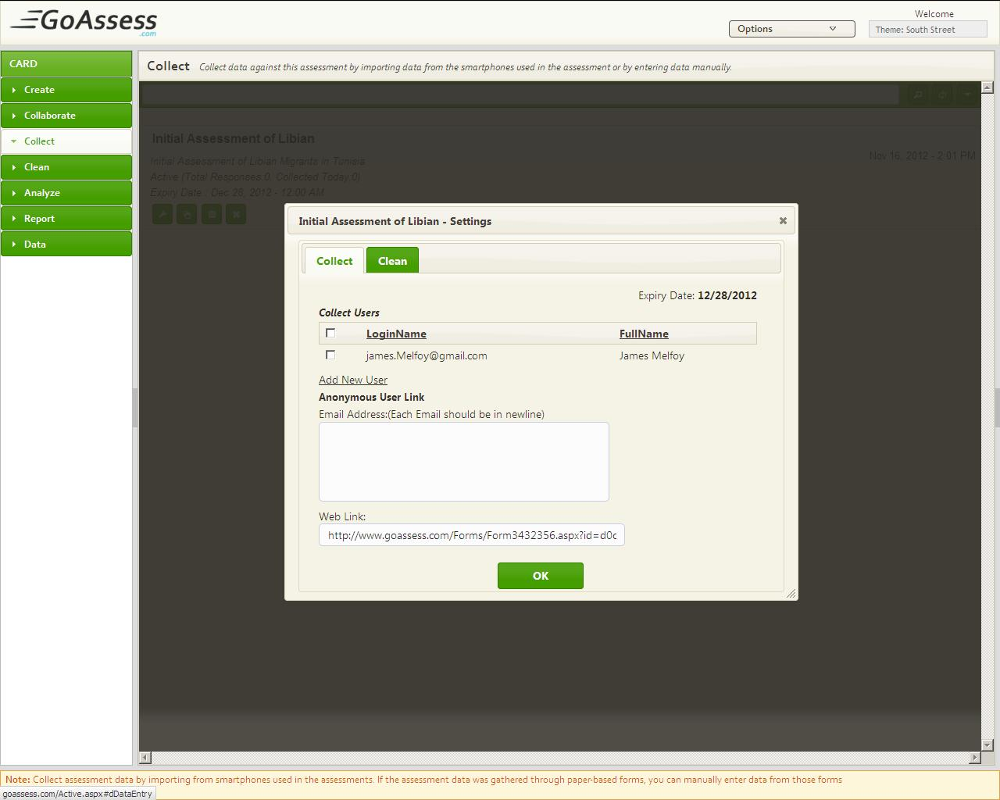 GoAssess
.com
Welcome
Options
Theme: South Street
CARD
Create
Collaborate
Collect
Clean
Analyze
Report
Data
Collect Collect data against this assessment by importing data from the smartphones used in the assessment or by entering data manually.
Initial Assessment of Libian
Initial Assessment of Libian Migrants in Tunisia
Nov 16, 2012 - 2:01 PM
Active (Total Responses:0, Collected Today:0)
Expiry Date : Dec 28, 2012 - 12:00 AM
Initial Assessment of Libian - Settings
Collect Clean
Expiry Date: 12/28/2012
Collect Users
LoginName FullName
james.Melfoy@gmail.com James Melfoy
Add New User
Anonymous User Link
Email Address:(Each Email should be in newline)
Web Link:
http://www.goassess.com/Forms/Form3432356.aspx?id=d0c
OK
Note: Collect assessment data by importing from smartphones used in the assessments. If the assessment data was gathered through paper-based forms, you can manually enter data from those forms
goassess.com/Active.aspx#dDataEntry